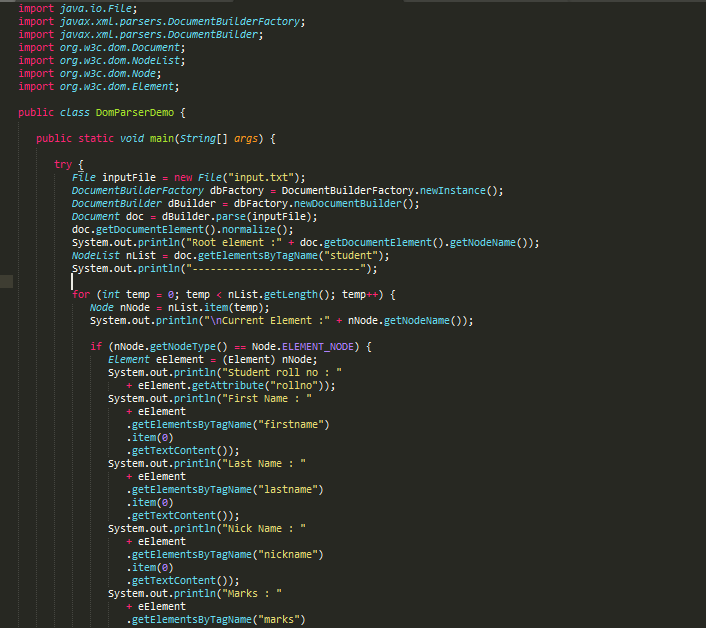 import java.io.File;
import javax.xml.parsers.DocumentBuilderFactory;
import javax.xml.parsers.DocumentBuilder;
import org.w3c.dom.Document;
import org.w3c.dom.NodeList;
import org.w3c.dom.Node;
import org.w3c.dom.Element;

public class DomParserDemo {

   public static void main(String[] args) {

      try {
         File inputFile = new File("input.txt");
         DocumentBuilderFactory dbFactory = DocumentBuilderFactory.newInstance();
         DocumentBuilder dBuilder = dbFactory.newDocumentBuilder();
         Document doc = dBuilder.parse(inputFile);
         doc.getDocumentElement().normalize();
         System.out.println("Root element :" + doc.getDocumentElement().getNodeName());
         NodeList nList = doc.getElementsByTagName("student");
         System.out.println("----------------------------");

         for (int temp = 0; temp < nList.getLength(); temp++) {
            Node nNode = nList.item(temp);
            System.out.println("\nCurrent Element :" + nNode.getNodeName());

            if (nNode.getNodeType() == Node.ELEMENT_NODE) {
               Element eElement = (Element) nNode;
               System.out.println("Student roll no : "
                  + eElement.getAttribute("rollno"));
               System.out.println("First Name : "
                  + eElement
                  .getElementsByTagName("firstname")
                  .item(0)
                  .getTextContent());
               System.out.println("Last Name : "
                  + eElement
                  .getElementsByTagName("lastname")
                  .item(0)
                  .getTextContent());
               System.out.println("Nick Name : "
                  + eElement
                  .getElementsByTagName("nickname")
                  .item(0)
                  .getTextContent());
               System.out.println("Marks : "
                  + eElement
                  .getElementsByTagName("marks")